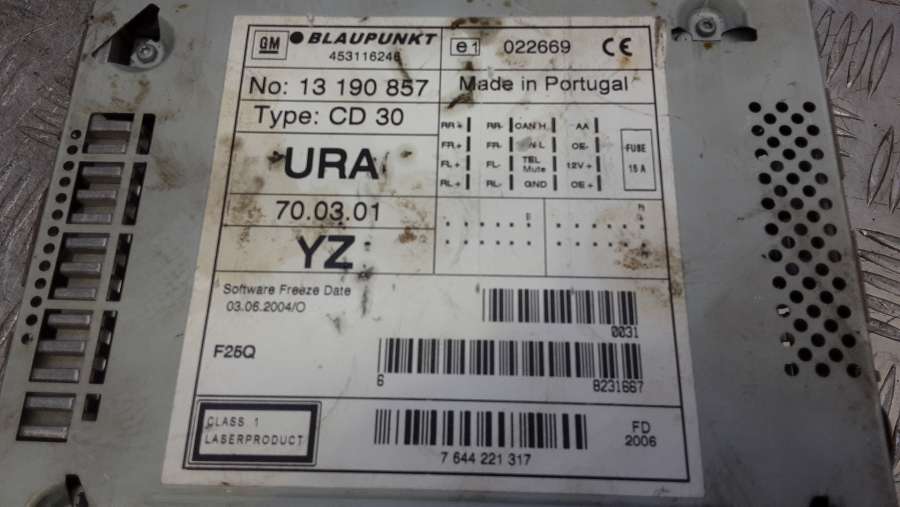 GM BLAUPUNKT
453116246
e1 022669 CE
No: 13 190 857
Made in Portugal
Type: CD 30
RR+ RR- CAN H AA
FR+ FR- N-L OE-
FL+ FL- TEL Mute 12V+
RL+ RL- GND OE+
FUSE
15 A
URA
70.03.01
YZ
Software Freeze Date
03.06.2004/O
0031
F25Q
6 8231667
CLASS 1
LASERPRODUCT
7 644 221 317
FD
2006